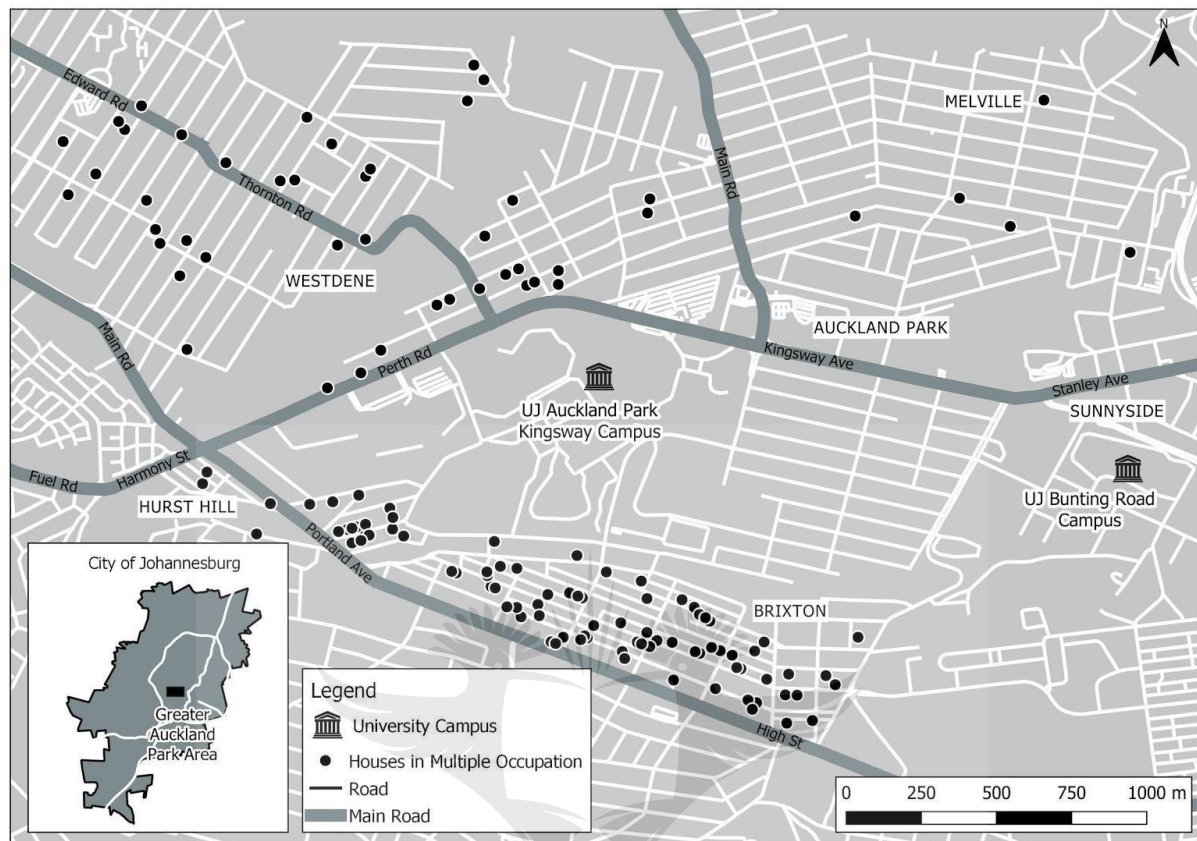 N
MELVILLE
Edward Rd
Main Rd
Thornton Rd
WESTDENE
Main Rd
AUCKLAND PARK
Perth Rd
Kingsway Ave
Stanley Ave
UJ Auckland Park
Kingsway Campus
SUNNYSIDE
Fuel Rd
Harmony St
HURST HILL
UJ Bunting Road
Campus
Portland Ave
BRIXTON
High St
City of Johannesburg
Greater
Auckland
Park Area
Legend
University Campus
Houses in Multiple Occupation
Road
Main Road
0 250 500 750 1000 m